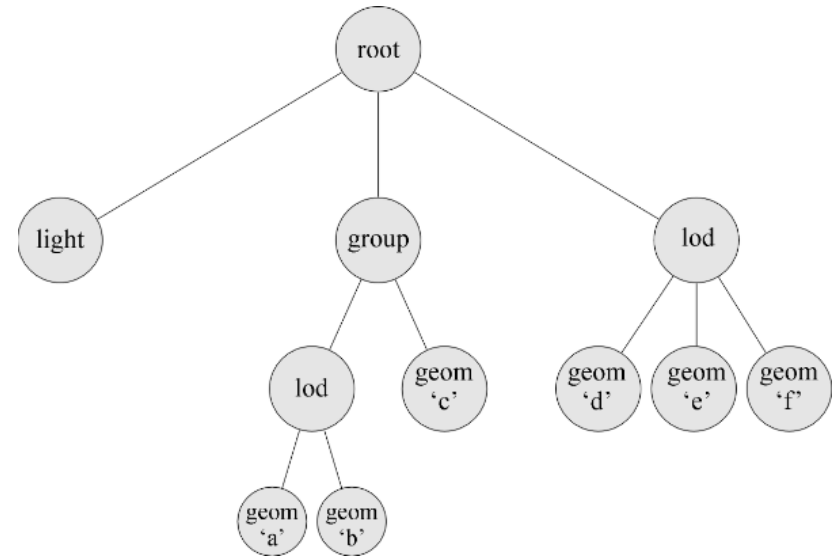 root
light
group
lod
lod
geom
‘c’
geom
‘d’
geom
‘e’
geom
‘f’
geom
‘a’
geom
‘b’